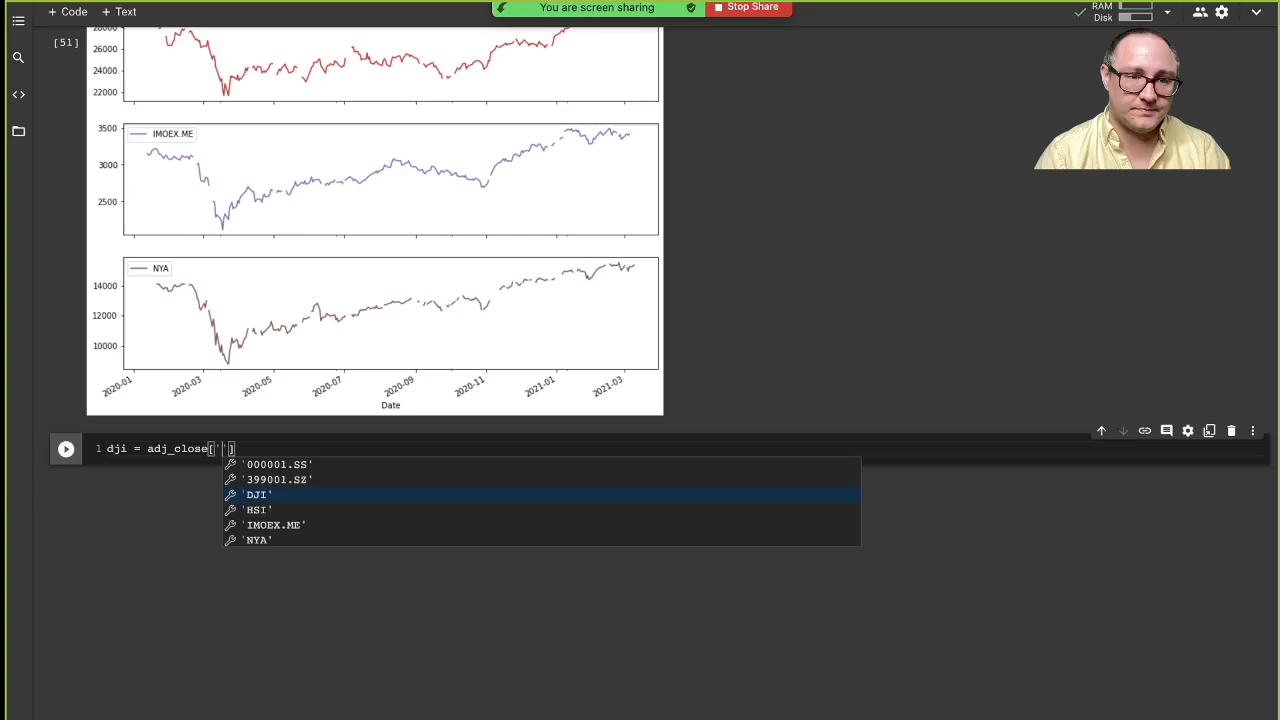 + Code + Text
You are screen sharing
Stop Share
RAM
Disk
[51]
28000
26000
24000
22000
IMOEX.ME
3500
3000
2500
NYA
14000
12000
10000
2020-01 2020-03 2020-05 2020-07 2020-09 2020-11 2021-01 2021-03
Date
1 dji = adj_close['']
'000001.SS'
'399001.SZ'
'DJI'
'HSI'
'IMOEX.ME'
'NYA'